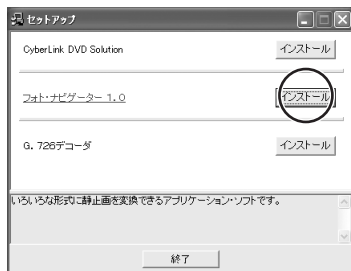 セットアップ
CyberLink DVD Solution
インストール
フォト・ナビゲーター 1.0
インストール
G.726デコーダ
インストール
いろいろな形式に静止画を変換できるアプリケーション・ソフトです。
終了